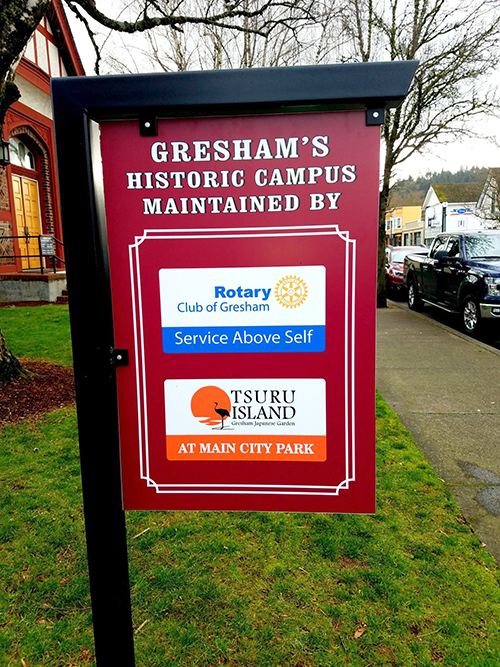 GRESHAM'S
HISTORIC CAMPUS
MAINTAINED BY
Rotary
Club of Gresham
Service Above Self
TSURU
ISLAND
Gresham Japanese Garden
AT MAIN CITY PARK